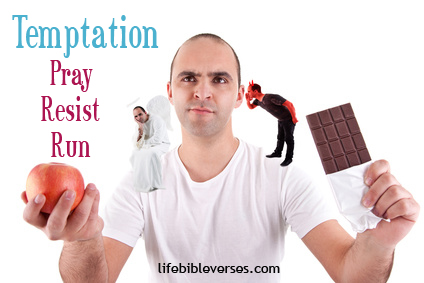 Temptation
Pray
Resist
Run
lifebibleverses.com